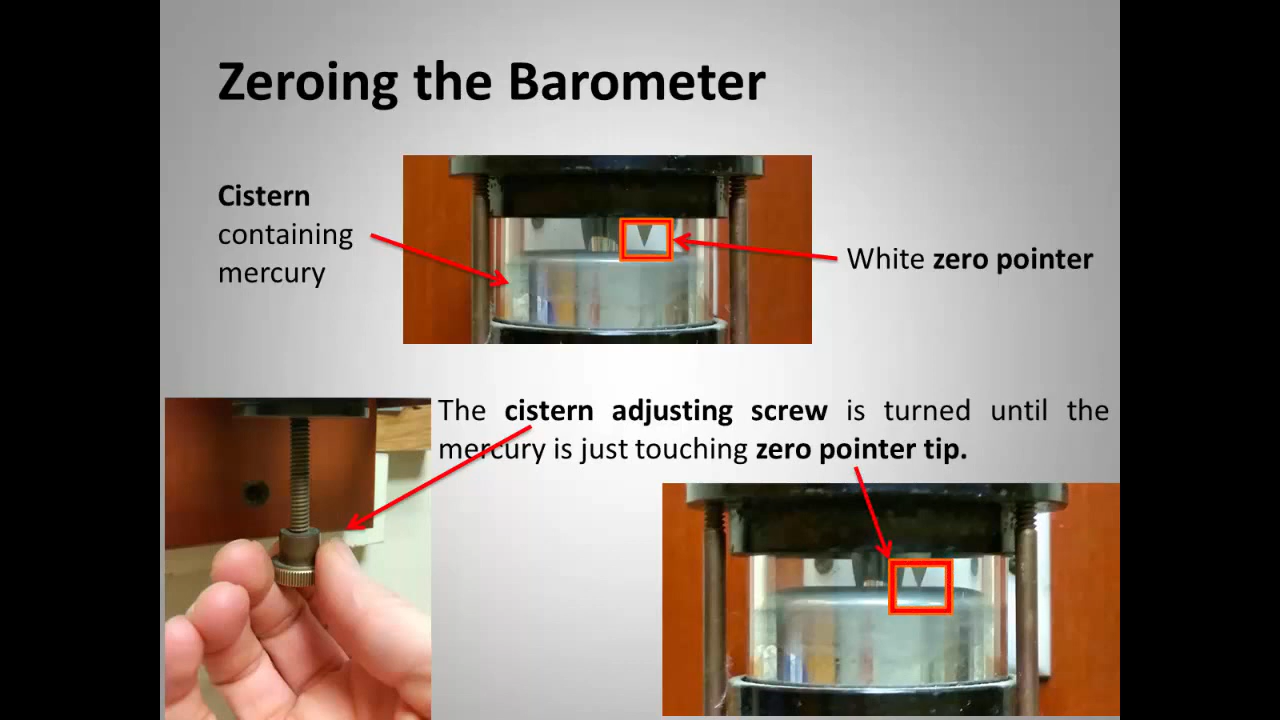 Zeroing the Barometer
Cistern
containing
mercury
White zero pointer
The cistern adjusting screw is turned until the
mercury is just touching zero pointer tip.